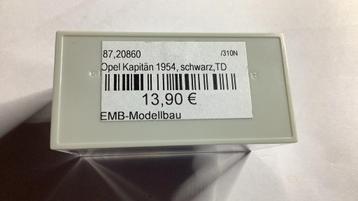 87,20860 /310N
Opel Kapitän 1954, schwarz,TD
13,90 €
EMB-Modellbau